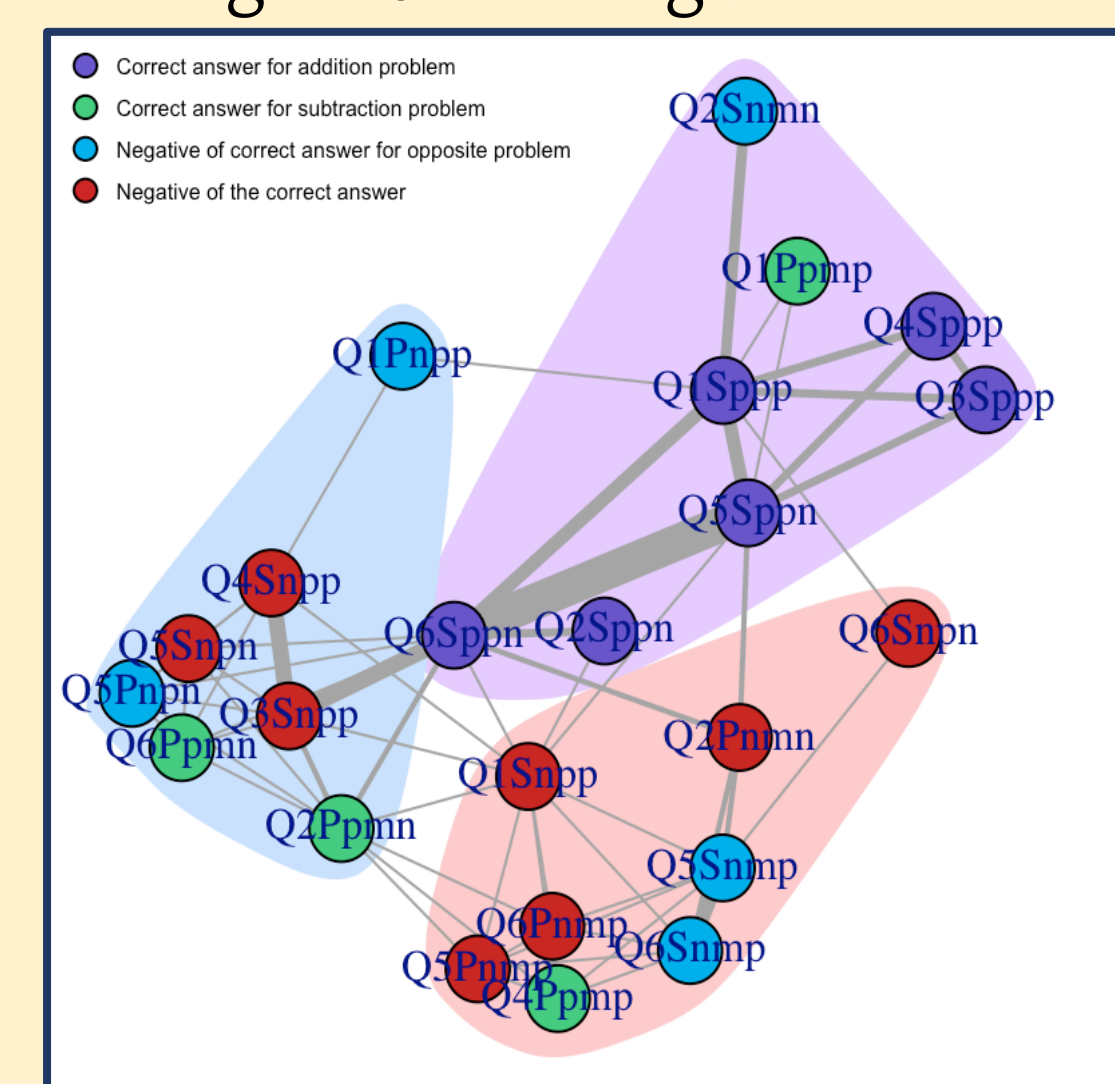 Correct answer for addition problem
Correct answer for subtraction problem
Negative of correct answer for opposite problem
Negative of the correct answer
Q2Snmn
Q1Ppmp
Q4Sppp
Q1Pnpp
Q1Sppp
Q3Sppp
Q5Sppn
Q4Snpp
Q6Sppn
Q2Sppn
Q6Snpn
Q5Snpn
Q5Pnpn
Q3Snpp
Q6Ppmn
Q2Pnmn
Q1Snpp
Q2Ppmn
Q5Snmp
Q6Pnmp
Q6Snmp
Q5Pnmp
Q4Ppmp